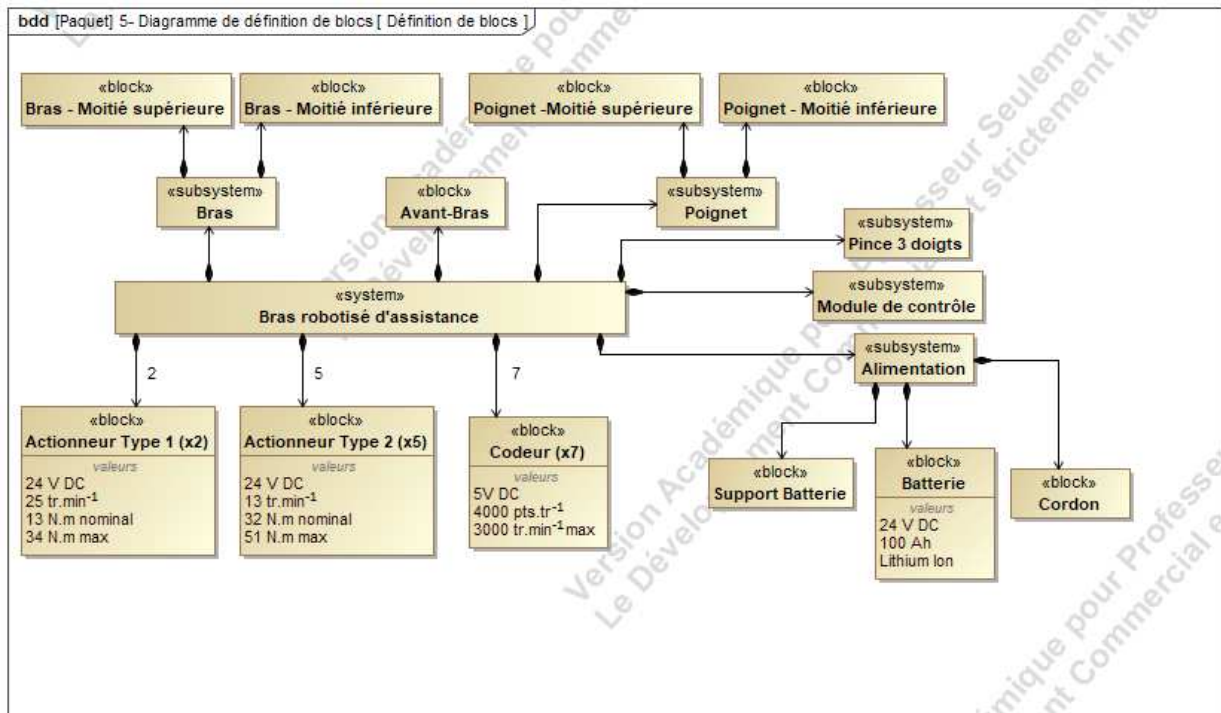 bdd [Paquet] 5- Diagramme de définition de blocs [ Définition de blocs ]
«block»
Bras - Moitié supérieure
«block»
Bras - Moitié inférieure
«block»
Poignet -Moitié supérieure
«block»
Poignet - Moitié inférieure
«subsystem»
Bras
«block»
Avant-Bras
«subsystem»
Poignet
«subsystem»
Pince 3 doigts
«system»
Bras robotisé d'assistance
«subsystem»
Module de contrôle
«subsystem»
Alimentation
2
5
7
«block»
Actionneur Type 1 (x2)
valeurs
24 V DC
25 tr.min-1
13 N.m nominal
34 N.m max
«block»
Actionneur Type 2 (x5)
valeurs
24 V DC
13 tr.min-1
32 N.m nominal
51 N.m max
«block»
Codeur (x7)
valeurs
5V DC
4000 pts.tr-1
3000 tr.min-1 max
«block»
Support Batterie
«block»
Batterie
valeurs
24 V DC
100 Ah
Lithium Ion
«block»
Cordon